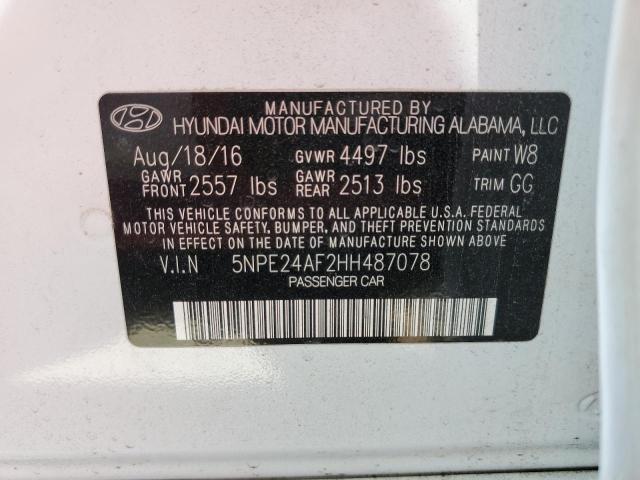 MANUFACTURED BY
HYUNDAI MOTOR MANUFACTURING ALABAMA, LLC
Aug/18/16 GVWR 4497 lbs PAINT W8
GAWR FRONT 2557 lbs GAWR REAR 2513 lbs TRIM GG
THIS VEHICLE CONFORMS TO ALL APPLICABLE U.S.A. FEDERAL
MOTOR VEHICLE SAFETY, BUMPER, AND THEFT PREVENTION STANDARDS
IN EFFECT ON THE DATE OF MANUFACTURE SHOWN ABOVE.
V.I.N 5NPE24AF2HH487078
PASSENGER CAR